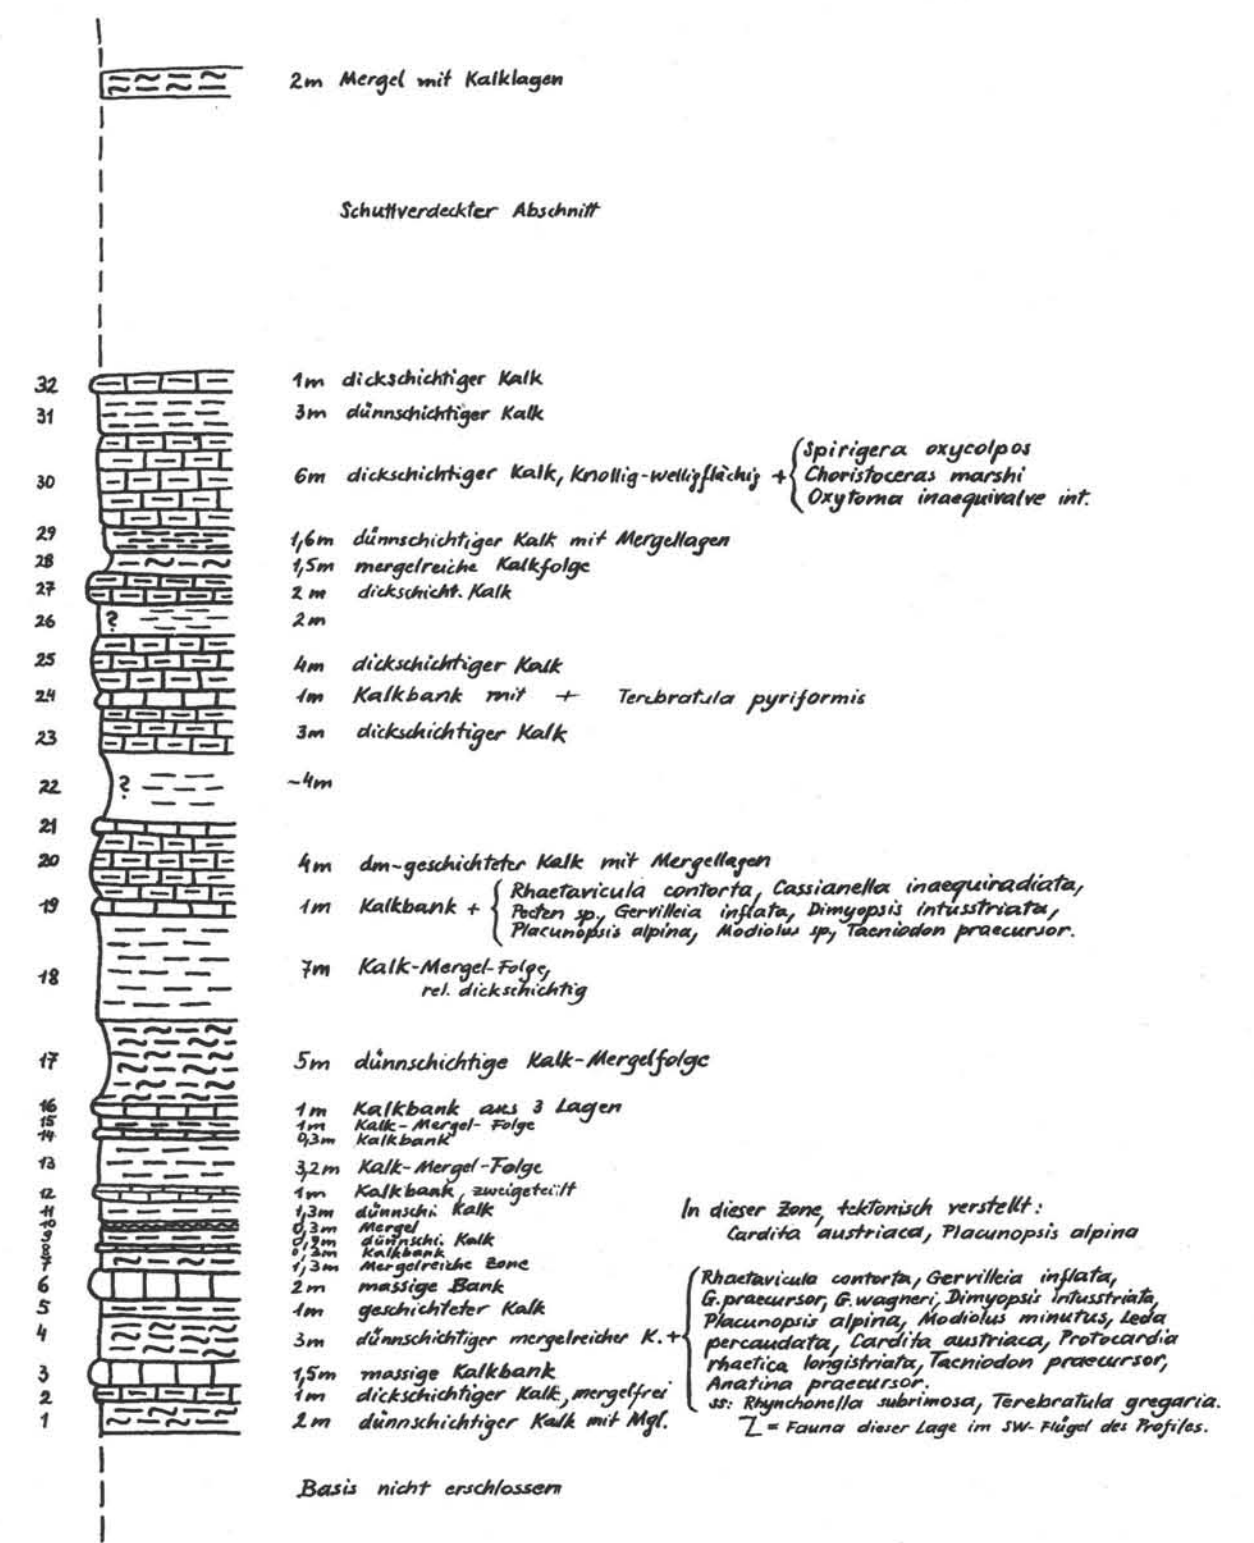 2m Mergel mit Kalklagen
Schuttverdeckter Abschnitt
32 1m dickschichtiger Kalk
31 3m dünnschichtiger Kalk
30 6m dickschichtiger Kalk, knollig-welligflächig + Spirigera oxycolpos
Choristoceras marshi
Oxytoma inaequivalve int.
29 1,6m dünnschichtiger Kalk mit Mergellagen
28 1,5m mergelreiche Kalkfolge
27 2m dickschicht. Kalk
26 ? 2m
25 4m dickschichtiger Kalk
24 1m Kalkbank mit + Terebratula pyriformis
23 3m dickschichtiger Kalk
22 ? ~4m
21
20 4m dm-geschichteter Kalk mit Mergellagen
19 1m Kalkbank + Rhaetavicula contorta, Cassianella inaequiradiata,
Pecten sp., Gervilleia inflata, Dimyopsis intusstriata,
Placunopsis alpina, Modiolus sp., Taeniodon praecursor.
18 7m Kalk-Mergel-Folge,
rel. dickschichtig
17 5m dünnschichtige Kalk-Mergelfolge
16 1m Kalkbank aus 3 Lagen
15 1m Kalk-Mergel-Folge
14 0,3m Kalkbank
13 3,2m Kalk-Mergel-Folge
12 1m Kalkbank, zweigeteilt
11 1,3m dünnschi. Kalk
10 0,3m Mergel
9 0,9m dünnschi. Kalk
8 Kalkbank
7 1,3m Mergelreiche Zone
In dieser Zone, tektonisch verstellt:
Cardita austriaca, Placunopsis alpina
6 2m massige Bank
5 1m geschichteter Kalk
4 3m dünnschichtiger mergelreicher K. +
Rhaetavicula contorta, Gervilleia inflata,
G. praecursor, G. wagneri, Dimyopsis intusstriata,
Placunopsis alpina, Modiolus minutus, Leda
percaudata, Cardita austriaca, Protocardia
rhaetica longistriata, Taeniodon praecursor,
Anatina praecursor.
ss: Rhynchonella subrimosa, Terebratula gregaria.
= Fauna dieser Lage im SW-Flügel des Profiles.
3 1,5m massige Kalkbank
2 1m dickschichtiger Kalk, mergelfrei
1 2m dünnschichtiger Kalk mit Mgl.
Basis nicht erschlossen